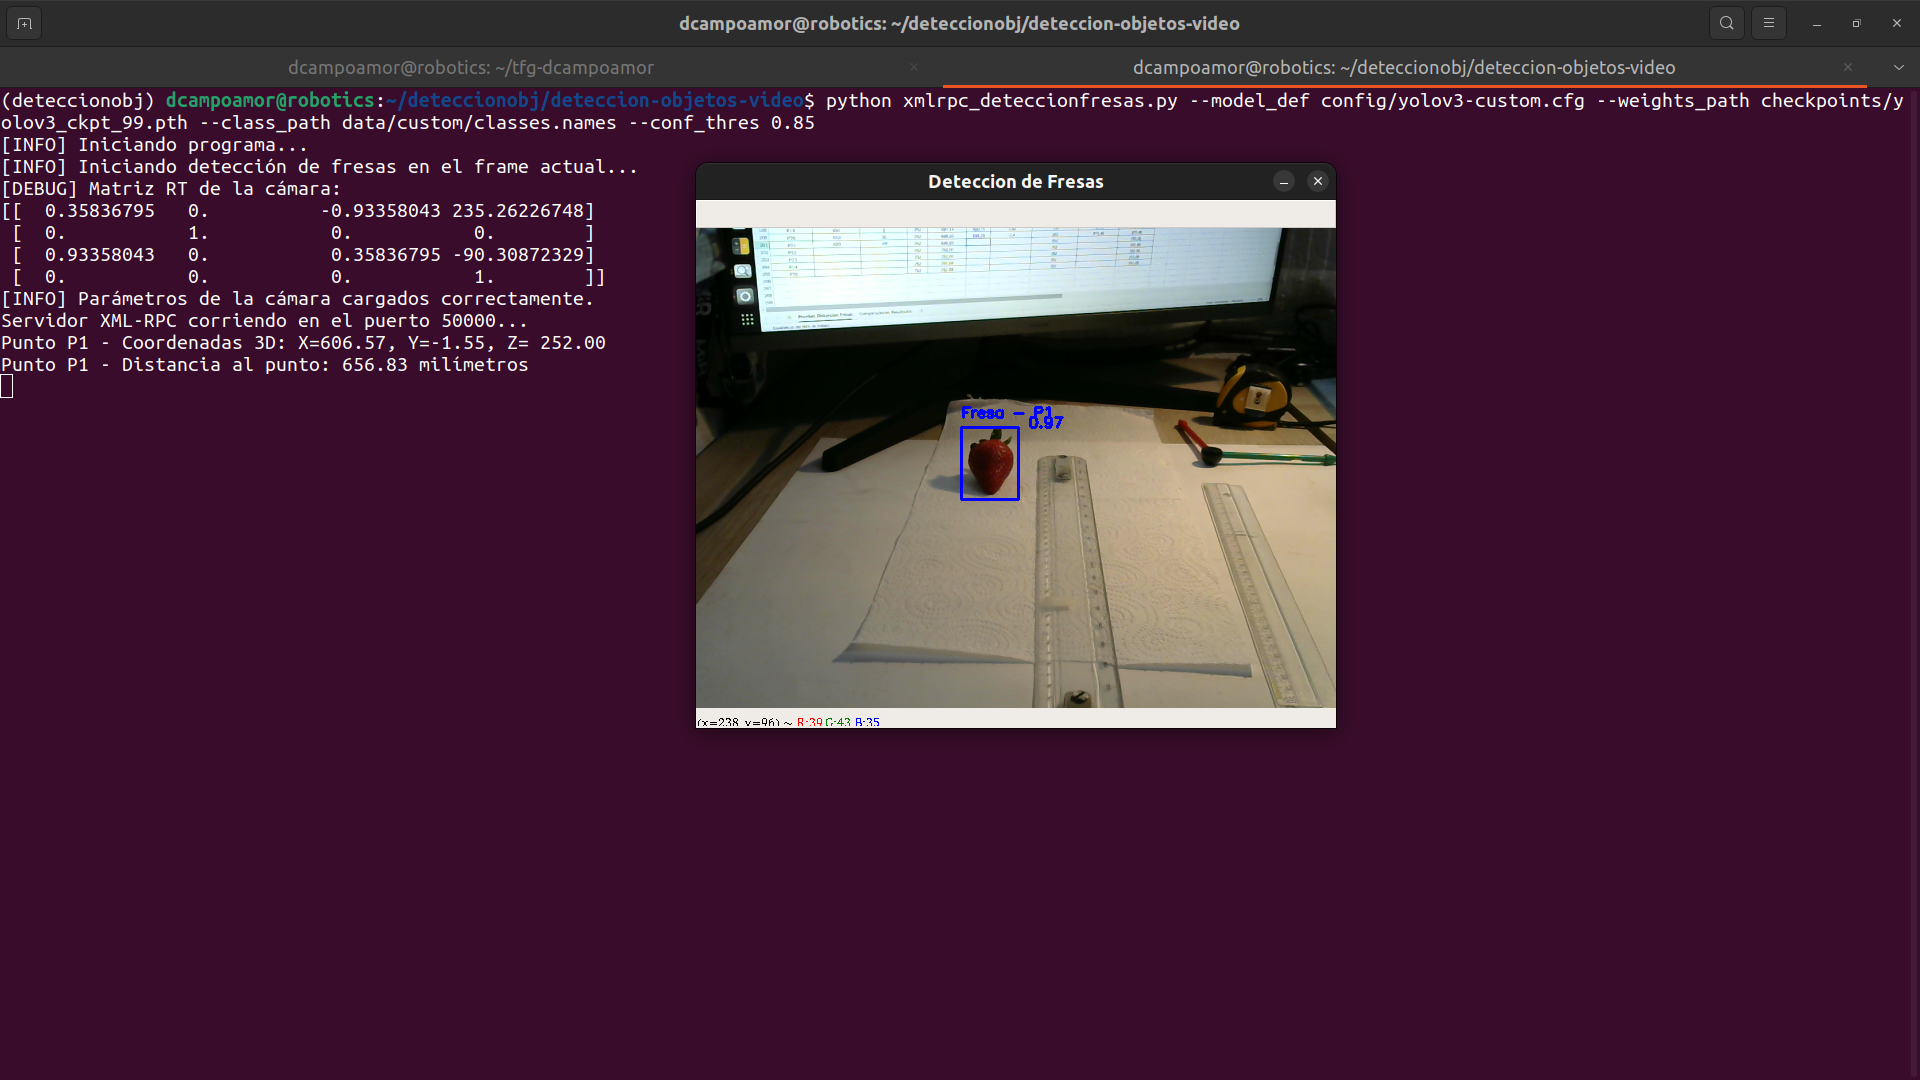 dcampoamor@robotics: ~/deteccionobj/deteccion-objetos-video
dcampoamor@robotics: ~/tfg-dcampoamor
dcampoamor@robotics: ~/deteccionobj/deteccion-objetos-video
(deteccionobj) dcampoamor@robotics:~/deteccionobj/deteccion-objetos-video$ python xmlrpc_deteccionfresas.py --model_def config/yolov3-custom.cfg --weights_path checkpoints/y
olov3_ckpt_99.pth --class_path data/custom/classes.names --conf_thres 0.85
[INFO] Iniciando programa...
[INFO] Iniciando detección de fresas en el frame actual...
[DEBUG] Matriz RT de la cámara:
[[ 0.35836795 0. -0.93358043 235.26226748]
[ 0. 1. 0. 0. ]
[ 0.93358043 0. 0.35836795 -90.30872329]
[ 0. 0. 0. 1. ]]
[INFO] Parámetros de la cámara cargados correctamente.
Servidor XML-RPC corriendo en el puerto 50000...
Punto P1 - Coordenadas 3D: X=606.57, Y=-1.55, Z= 252.00
Punto P1 - Distancia al punto: 656.83 milímetros
Deteccion de Fresas
Fresa - P1
0.97
(x=238, y=96) ~ R:39 G:43 B:35